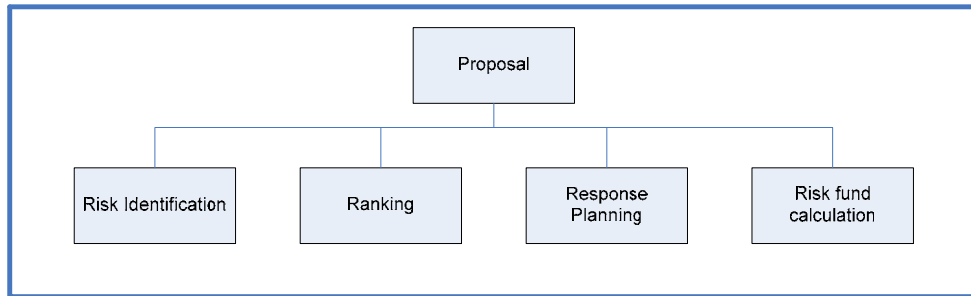 Proposal
Risk Identification
Ranking
Response
Planning
Risk fund
calculation